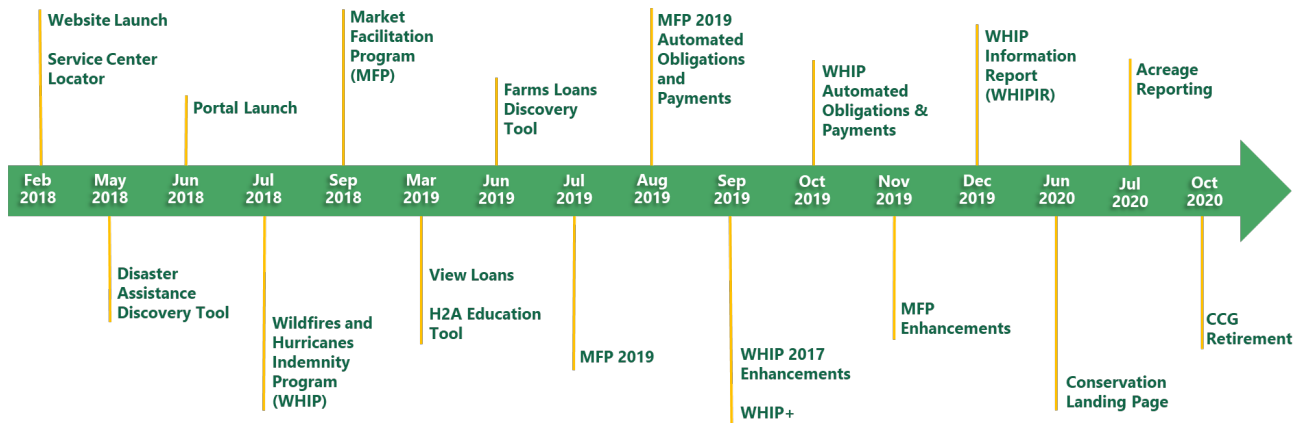 Website Launch
Service Center
Locator
Portal Launch
Market
Facilitation
Program
(MFP)
Farms Loans
Discovery
Tool
MFP 2019
Automated
Obligations
and
Payments
WHIP
Automated
Obligations &
Payments
WHIP
Information
Report
(WHIPIR)
Acreage
Reporting
Feb
2018
May
2018
Jun
2018
Jul
2018
Sep
2018
Mar
2019
Jun
2019
Jul
2019
Aug
2019
Sep
2019
Oct
2019
Nov
2019
Dec
2019
Jun
2020
Jul
2020
Oct
2020
Disaster
Assistance
Discovery Tool
Wildfires and
Hurricanes
Indemnity
Program
(WHIP)
View Loans
H2A Education
Tool
MFP 2019
WHIP 2017
Enhancements
WHIP+
MFP
Enhancements
Conservation
Landing Page
CCG
Retirement